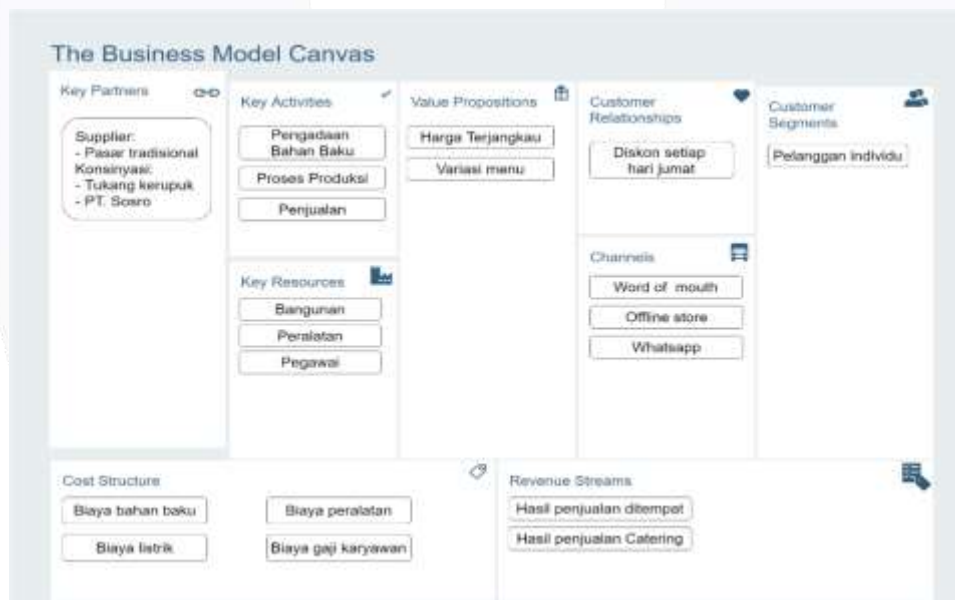 The Business Model Canvas
Key Partners
Supplier:
- Pasar tradisional
Konsinyasi:
- Tukang kerupuk
- PT. Sosro
Key Activities
Pengadaan
Bahan Baku
Proses Produksi
Penjualan
Key Resources
Bangunan
Peralatan
Pegawai
Value Propositions
Harga Terjangkau
Variasi menu
Customer
Relationships
Diskon setiap
hari jumat
Channels
Word of mouth
Offline store
Whatsapp
Customer
Segments
Pelanggan individu
Cost Structure
Biaya bahan baku
Biaya peralatan
Biaya listrik
Biaya gaji karyawan
Revenue Streams
Hasil penjualan ditempat
Hasil penjualan Catering